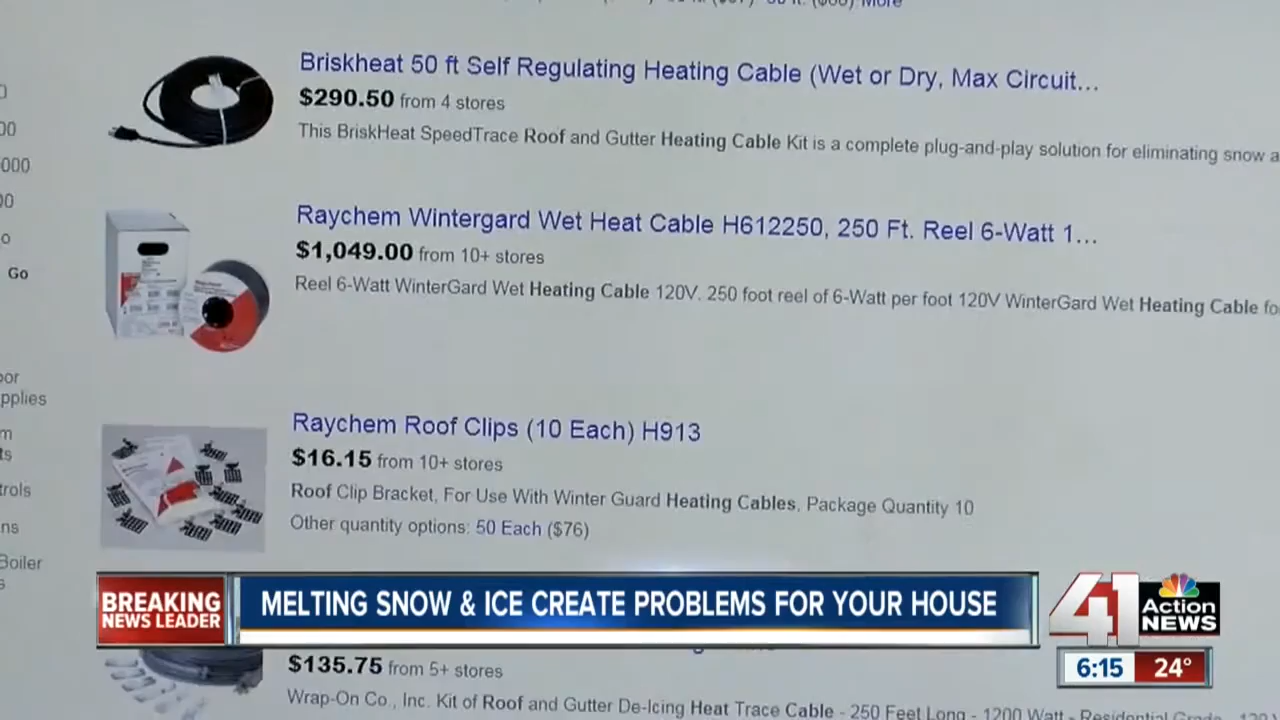 More
Briskheat 50 ft Self Regulating Heating Cable (Wet or Dry, Max Circuit...
$290.50 from 4 stores
This BriskHeat SpeedTrace Roof and Gutter Heating Cable Kit is a complete plug-and-play solution for eliminating snow a
Raychem Wintergard Wet Heat Cable H612250, 250 Ft. Reel 6-Watt 1...
$1,049.00 from 10+ stores
Reel 6-Watt WinterGard Wet Heating Cable 120V. 250 foot reel of 6-Watt per foot 120V WinterGard Wet Heating Cable fo
Go
Raychem Roof Clips (10 Each) H913
$16.15 from 10+ stores
Roof Clip Bracket, For Use With Winter Guard Heating Cables, Package Quantity 10
Other quantity options: 50 Each ($76)
pplies
trols
Boiler
BREAKING
NEWS LEADER
MELTING SNOW & ICE CREATE PROBLEMS FOR YOUR HOUSE
41
Action
NEWS
6:15 24°
$135.75 from 5+ stores
Wrap-On Co., Inc. Kit of Roof and Gutter De-Icing Heat Trace Cable - 250 Feet Long - 1200 Watt - Residential Grade - 120